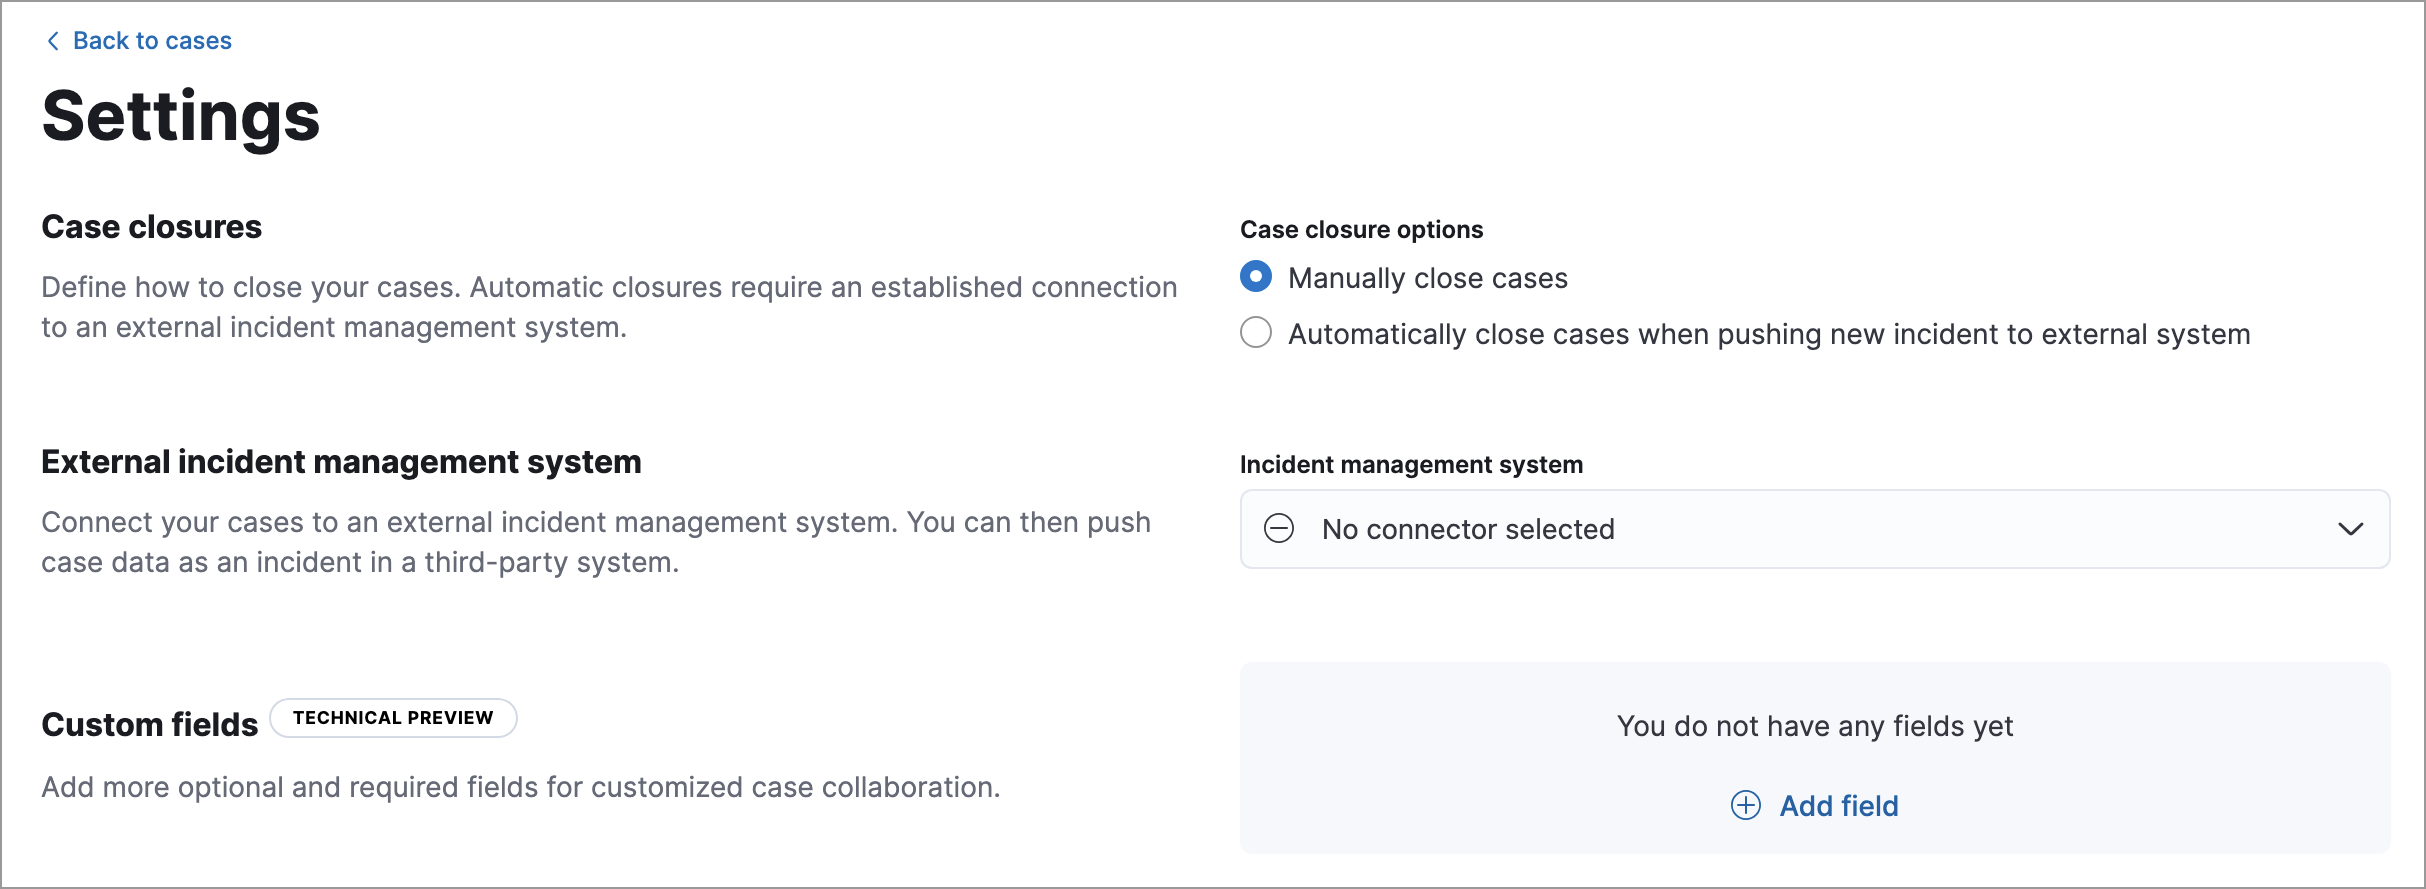 Back to cases
Settings
Case closures
Define how to close your cases. Automatic closures require an established connection
to an external incident management system.
Case closure options
Manually close cases
Automatically close cases when pushing new incident to external system
External incident management system
Connect your cases to an external incident management system. You can then push
case data as an incident in a third-party system.
Incident management system
No connector selected
Custom fields TECHNICAL PREVIEW
Add more optional and required fields for customized case collaboration.
You do not have any fields yet
Add field